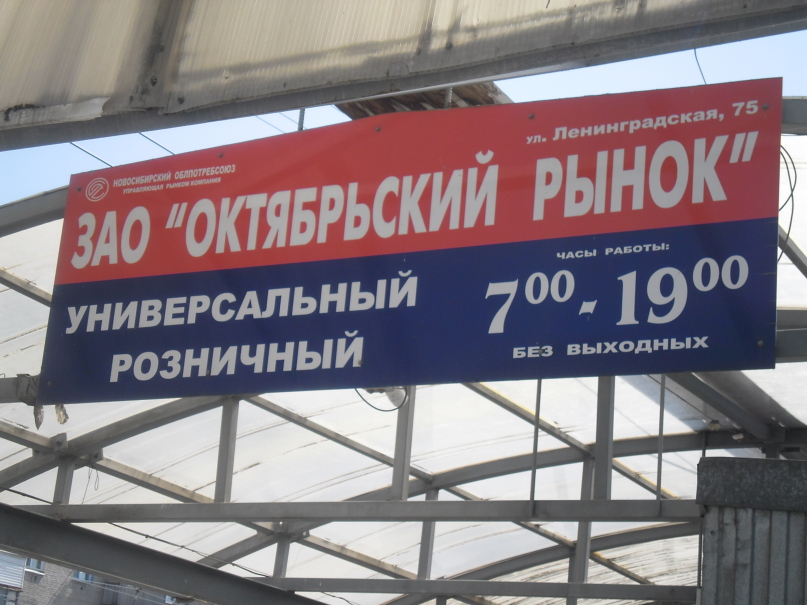 ул. Ленинградская, 75
НОВОСИБИРСКИЙ ОБЛПОТРЕБСОЮЗ
УПРАВЛЯЮЩАЯ РЫНКОМ КОМПАНИЯ
ЗАО "ОКТЯБРЬСКИЙ РЫНОК"
УНИВЕРСАЛЬНЫЙ
РОЗНИЧНЫЙ
ЧАСЫ РАБОТЫ:
7⁰⁰ - 19⁰⁰
БЕЗ ВЫХОДНЫХ